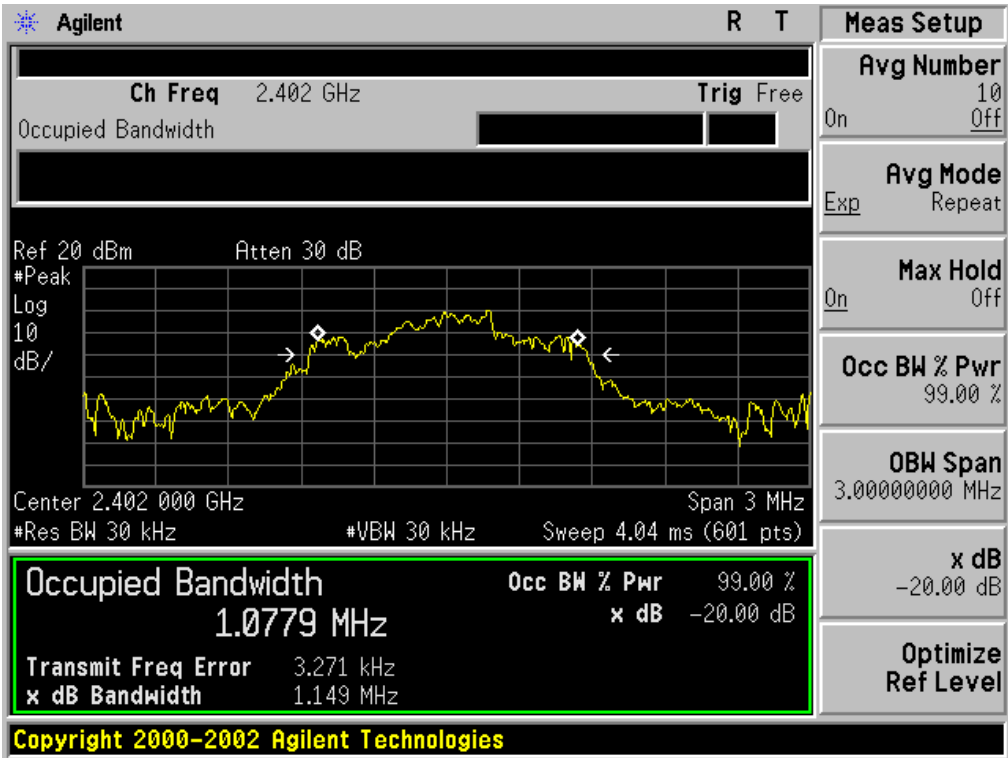 Agilent R T
Ch Freq 2.402 GHz Trig Free
Occupied Bandwidth
Ref 20 dBm Atten 30 dB
#Peak
Log
10
dB/
Center 2.402 000 GHz Span 3 MHz
#Res BW 30 kHz #VBW 30 kHz Sweep 4.04 ms (601 pts)
Occupied Bandwidth Occ BW % Pwr 99.00 %
1.0779 MHz x dB -20.00 dB
Transmit Freq Error 3.271 kHz
x dB Bandwidth 1.149 MHz
Copyright 2000-2002 Agilent Technologies
Meas Setup
Avg Number
10
On Off
Avg Mode
Exp Repeat
Max Hold
On Off
Occ BW % Pwr
99.00 %
OBW Span
3.00000000 MHz
x dB
-20.00 dB
Optimize
Ref Level